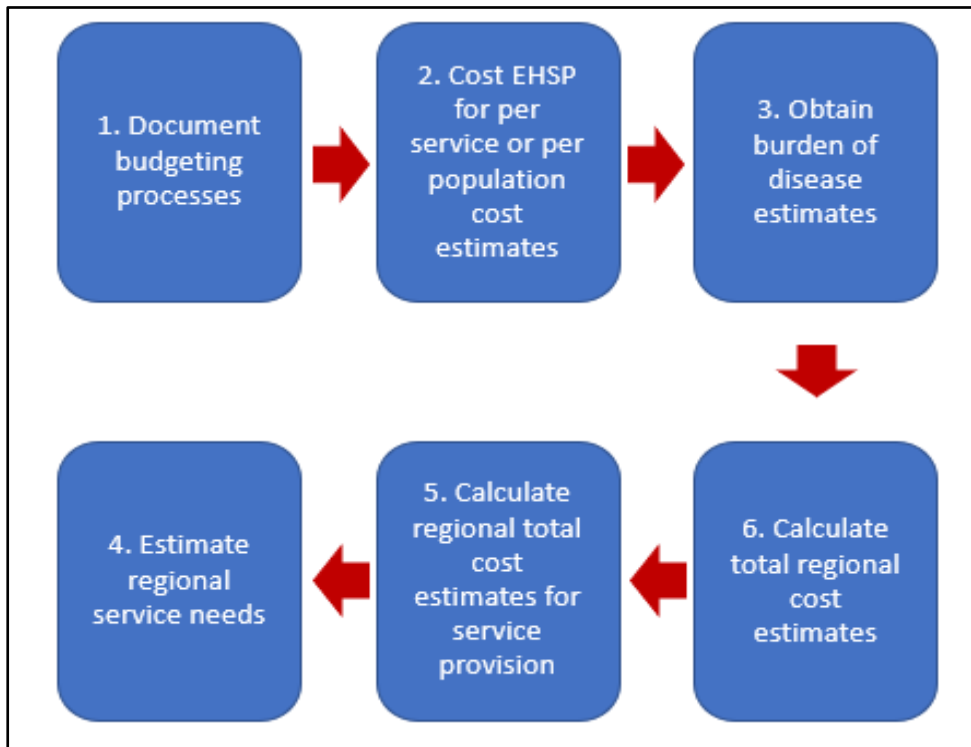 1. Document
budgeting
processes
2. Cost EHSP
for per
service or per
population
cost
estimates
3. Obtain
burden of
disease
estimates
4. Estimate
regional
service needs
5. Calculate
regional total
cost
estimates for
service
provision
6. Calculate
total regional
cost
estimates